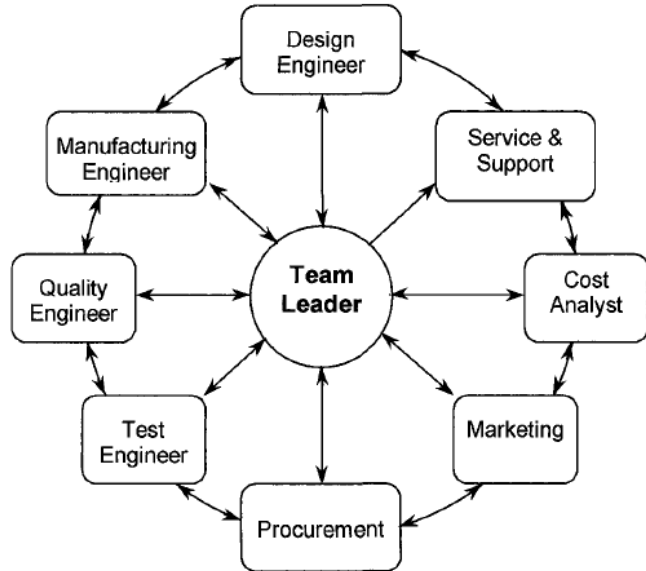 Design
Engineer
Manufacturing
Engineer
Service &
Support
Team
Leader
Quality
Engineer
Cost
Analyst
Test
Engineer
Marketing
Procurement